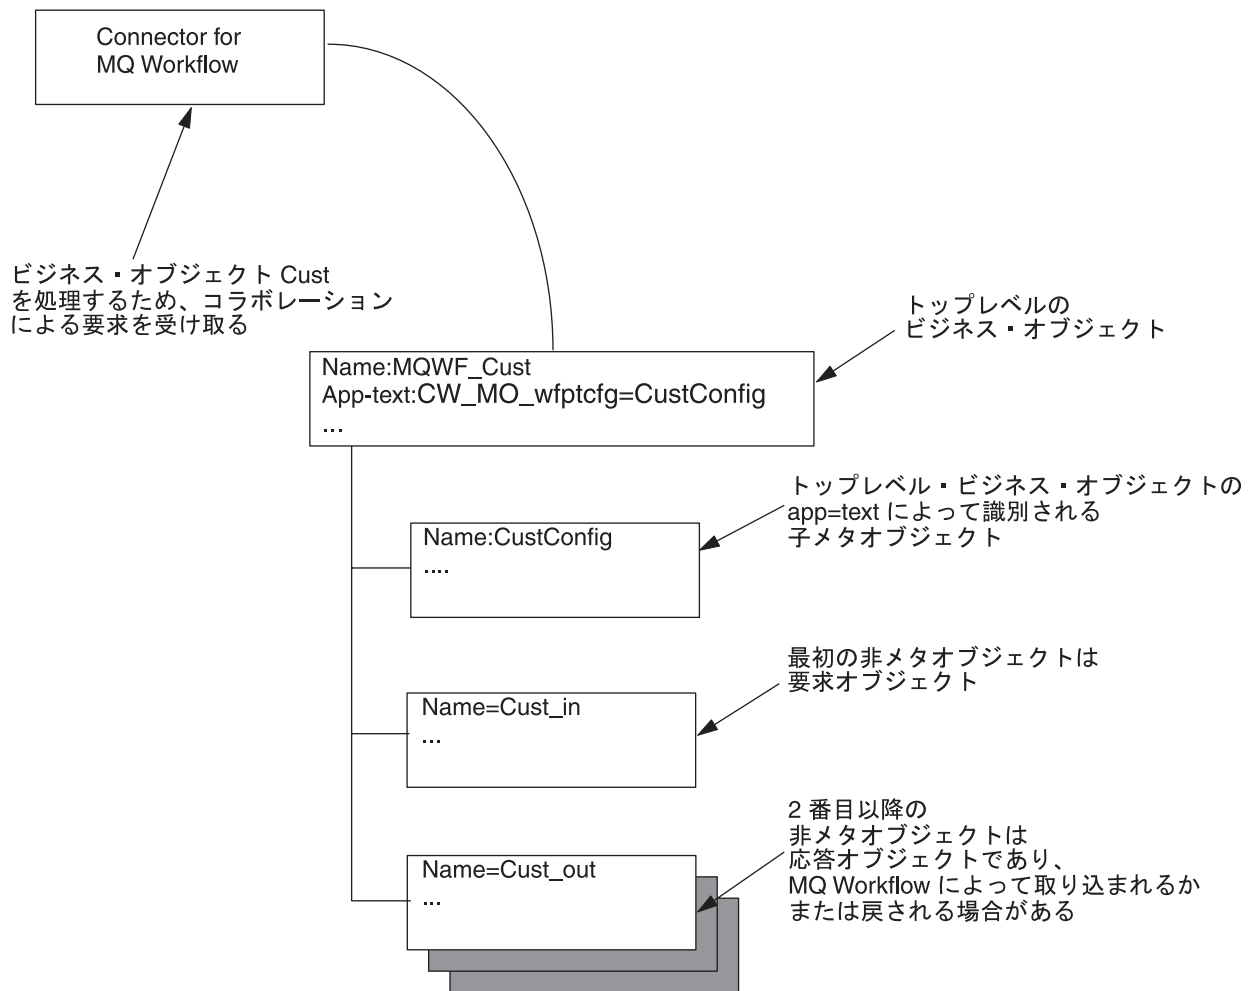 Connector for
MQ Workflow
ビジネス・オブジェクト Cust
を処理するため、コラボレーション
による要求を受け取る
トップレベルの
ビジネス・オブジェクト
Name:MQWF_Cust
App-text:CW_MO_wfptcfg=CustConfig
...
トップレベル・ビジネス・オブジェクトの
app=text によって識別される
子メタオブジェクト
Name:CustConfig
....
最初の非メタオブジェクトは
要求オブジェクト
Name=Cust_in
...
2 番目以降の
非メタオブジェクトは
応答オブジェクトであり、
MQ Workflow によって取り込まれるか
または戻される場合がある
Name=Cust_out
...